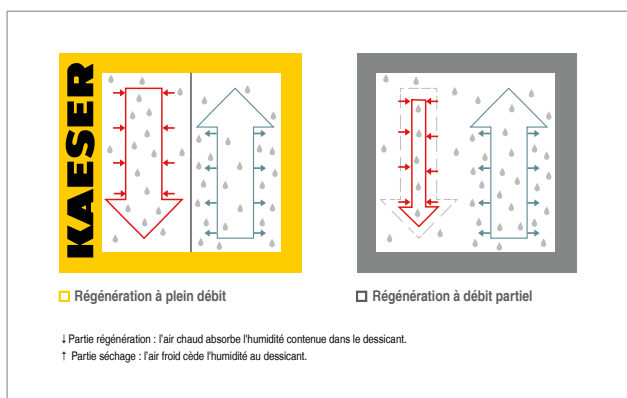 KAESER
Régénération à plein débit
Régénération à débit partiel
↓ Partie régénération : l'air chaud absorbe l'humidité contenue dans le dessicant.
↑ Partie séchage : l'air froid cède l'humidité au dessicant.